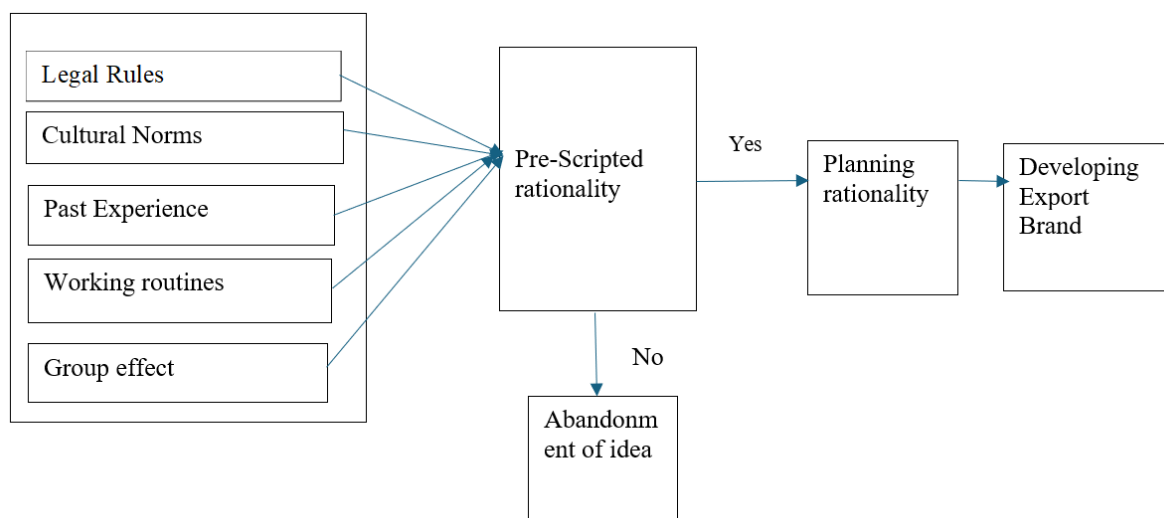 Legal Rules
Cultural Norms
Past Experience
Working routines
Group effect
Pre-Scripted
rationality
Yes
No
Abandonm
ent of idea
Planning
rationality
Developing
Export
Brand